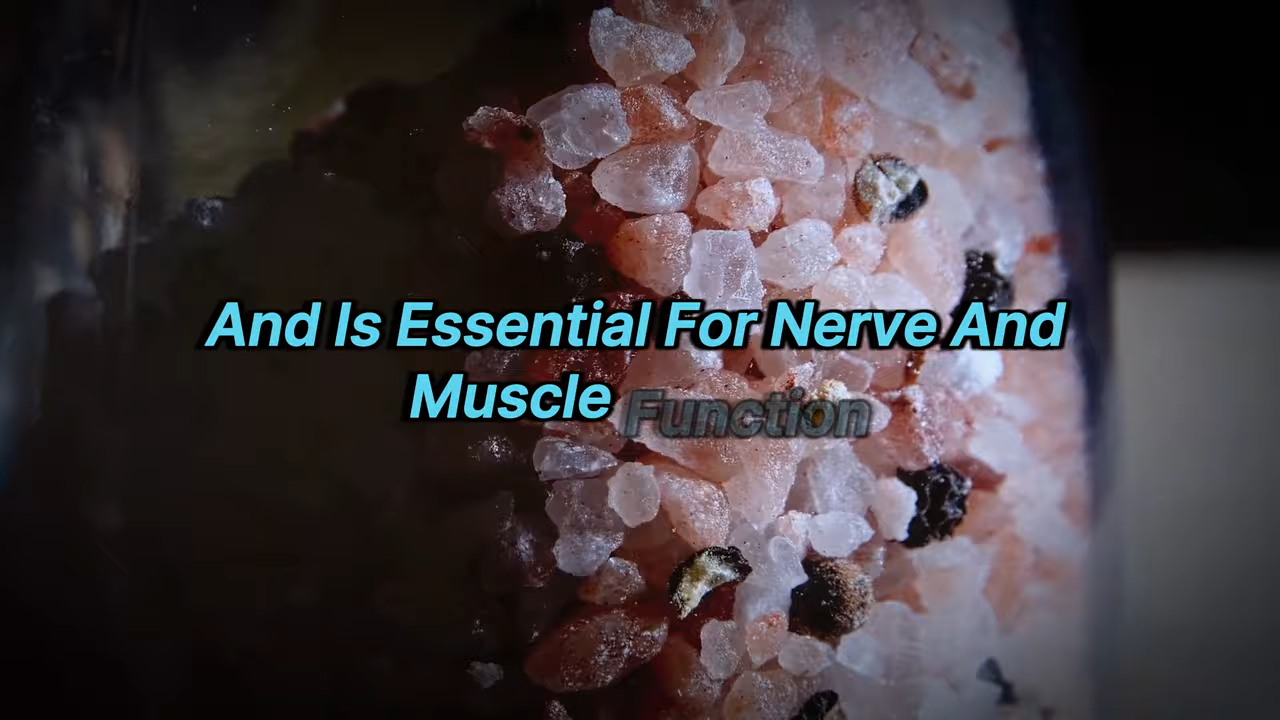 And Is Essential For Nerve And
Muscle Function